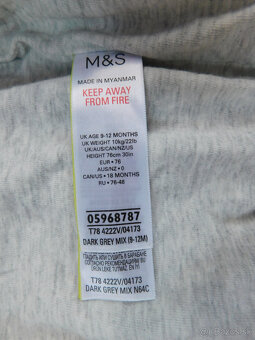 M&S
MADE IN MYANMAR
KEEP AWAY
FROM FIRE
UK AGE 9-12 MONTHS
UK WEIGHT 10kg/22lb
UK/AUS/CAN/NZ/US
HEIGHT 76cm 30in
EUR • 76
AUS/NZ • 0
CAN/US • 18 MONTHS
RU • 76-48
05968787
T78 4222V/04173
DARK GREY MIX (9-12M)
T78 4222V/04173
DARK GREY MIX N64C